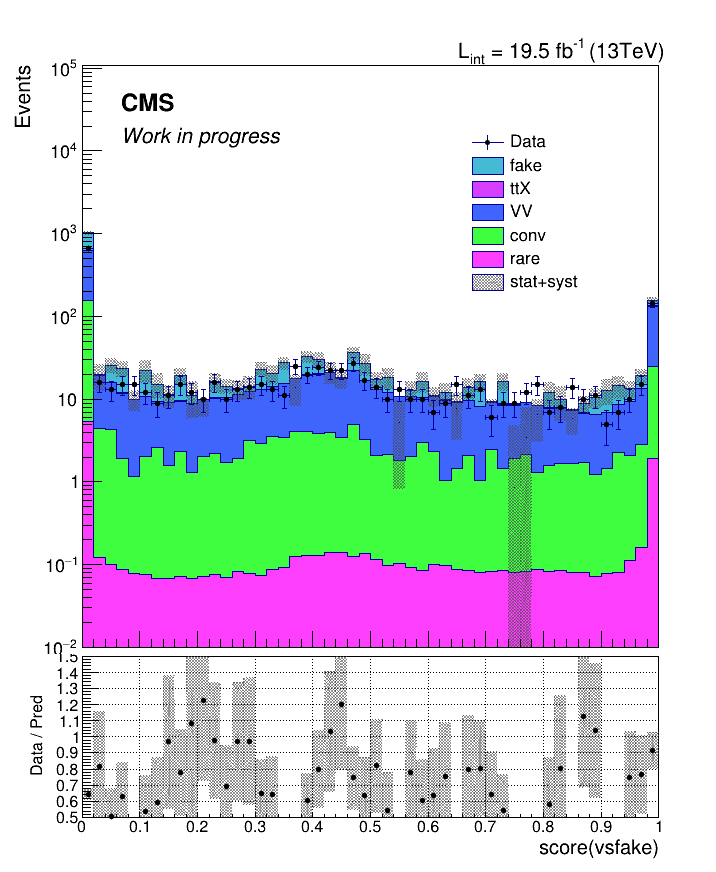 L_int = 19.5 fb^-1 (13TeV)
Events
10^5
CMS
Work in progress
10^4
Data
fake
ttX
VV
conv
rare
stat+syst
10^3
10^2
10
1
10^−1
10^−2
Data / Pred
1.5
1.4
1.3
1.2
1.1
1
0.9
0.8
0.7
0.6
0.5
0 0.1 0.2 0.3 0.4 0.5 0.6 0.7 0.8 0.9 1
score(vsfake)